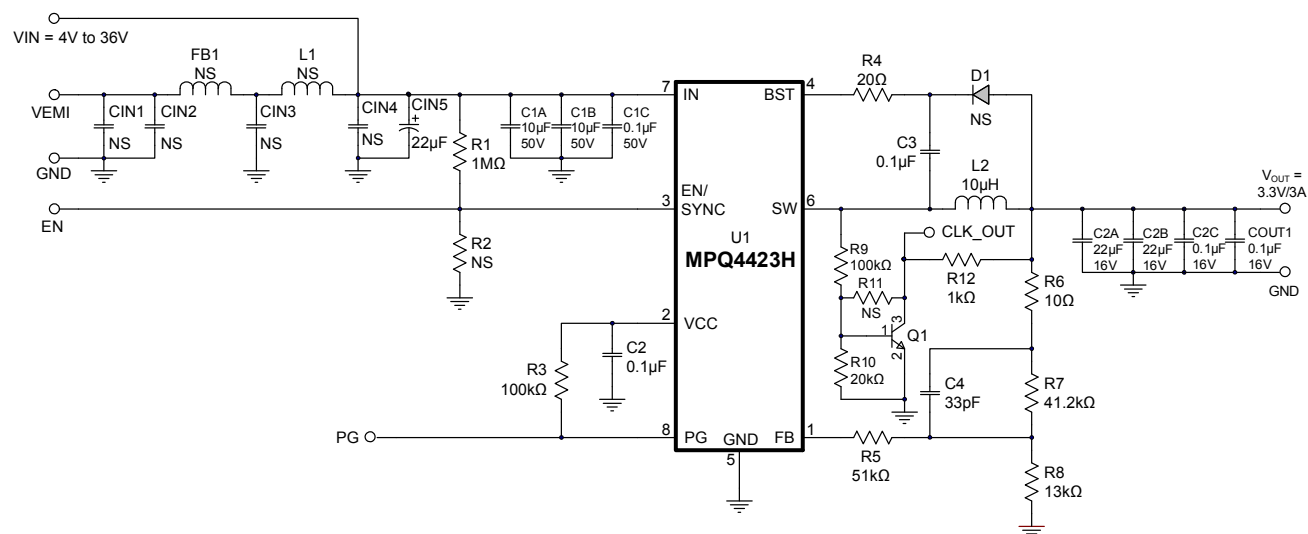 VIN = 4V to 36V
VEMI
GND
EN
FB1
NS
L1
NS
CIN1
NS
CIN2
NS
CIN3
NS
CIN4
NS
CIN5
+
22µF
R1
1MΩ
R2
NS
C1A
10µF
50V
C1B
10µF
50V
C1C
0.1µF
50V
7
IN
3
EN/
SYNC
2
VCC
8
PG
GND
5
U1
MPQ4423H
BST
4
SW
6
FB
1
R3
100kΩ
C2
0.1µF
PG
R4
20Ω
D1
NS
C3
0.1µF
L2
10µH
CLK_OUT
R9
100kΩ
R11
NS
R12
1kΩ
R10
20kΩ
1
3
2
Q1
C4
33pF
R5
51kΩ
R6
10Ω
R7
41.2kΩ
R8
13kΩ
C2A
22µF
16V
C2B
22µF
16V
C2C
0.1µF
16V
COUT1
0.1µF
16V
VOUT =
3.3V/3A
GND